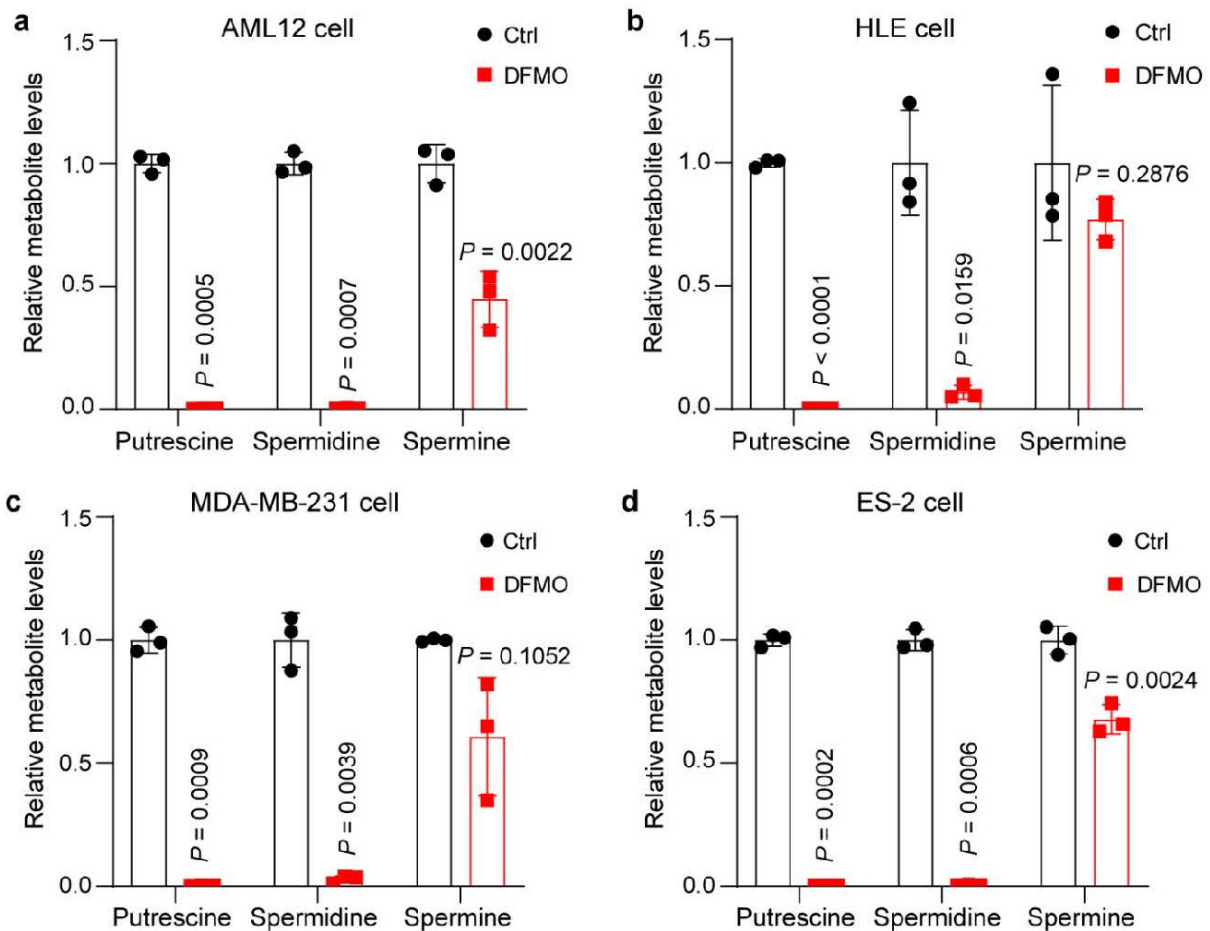 a
AML12 cell
Ctrl
DFMO
Relative metabolite levels
1.5
1.0
0.5
0.0
P = 0.0005
P = 0.0007
P = 0.0022
Putrescine
Spermidine
Spermine
b
HLE cell
Ctrl
DFMO
Relative metabolite levels
1.5
1.0
0.5
0.0
P < 0.0001
P = 0.0159
P = 0.2876
Putrescine
Spermidine
Spermine
c
MDA-MB-231 cell
Ctrl
DFMO
Relative metabolite levels
1.5
1.0
0.5
0.0
P = 0.0009
P = 0.0039
P = 0.1052
Putrescine
Spermidine
Spermine
d
ES-2 cell
Ctrl
DFMO
Relative metabolite levels
1.5
1.0
0.5
0.0
P = 0.0002
P = 0.0006
P = 0.0024
Putrescine
Spermidine
Spermine